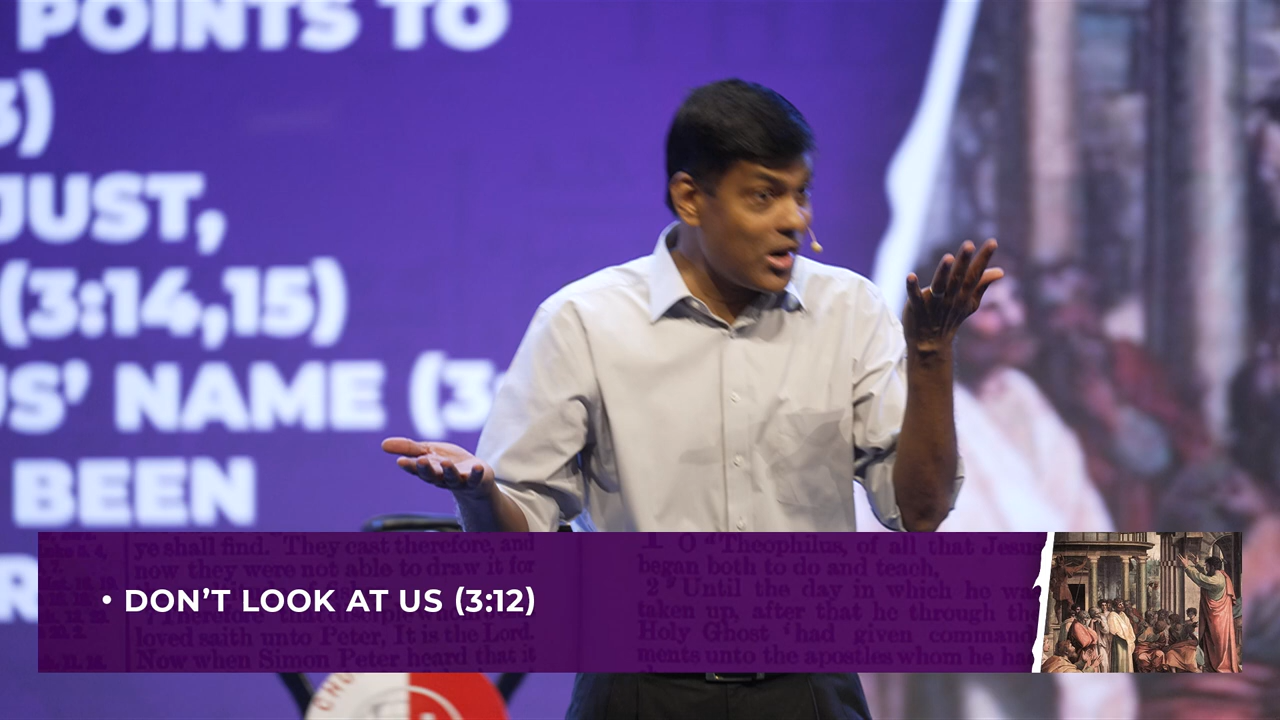 POINTS TO
3)
JUST,
(3:14,15)
US' NAME (3:
BEEN
R
• DON'T LOOK AT US (3:12)
ye shall find. They cast therefore, and
now they were not able to draw it for
loved saith unto Peter, It is the Lord.
Now when Simon Peter heard that it
1 O Theophilus, of all that Jesus
began both to do and teach,
2 Until the day in which he was
taken up, after that he through the
Holy Ghost had given command-
ments unto the apostles whom he had
CHU